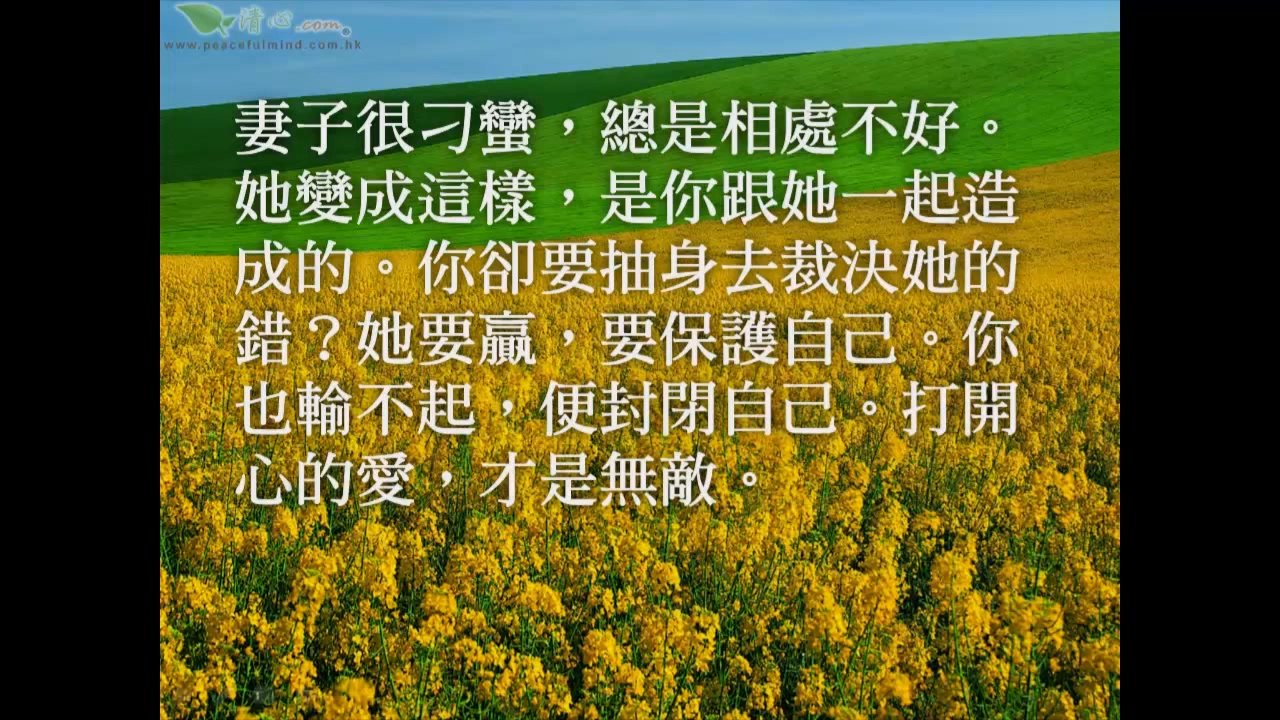 清心.com®
www.peacefulmind.com.hk
妻子很刁蠻，總是相處不好。
她變成這樣，是你跟她一起造
成的。你卻要抽身去裁決她的
錯？她要贏，要保護自己。你
也輸不起，便封閉自己。打開
心的愛，才是無敵。